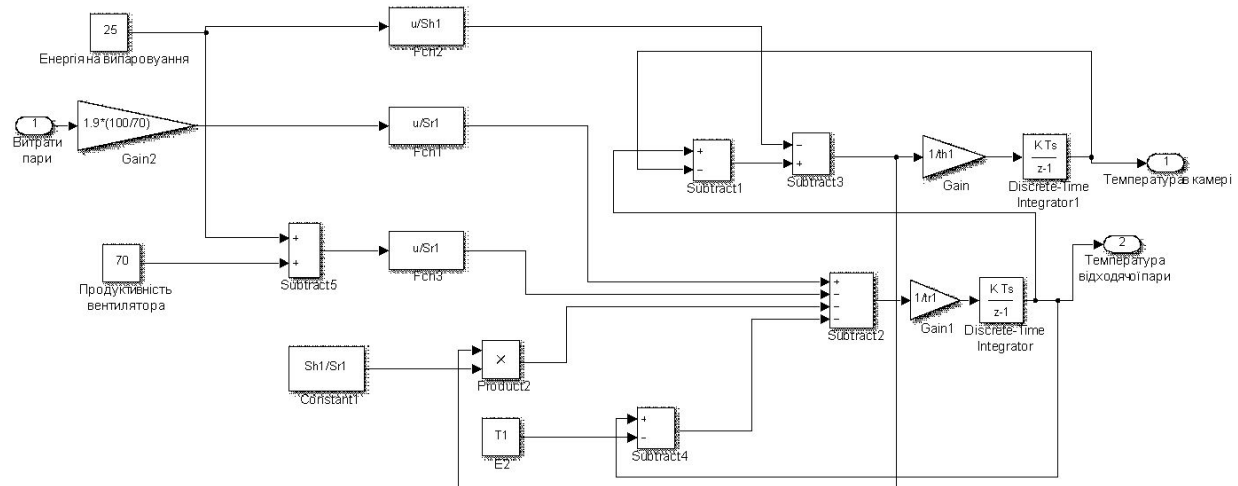 25
Енергія на випаровуання
u/Sh1
Fcn2
1
Витрати
пари
1.9*(100/70)
Gain2
u/Sr1
Fcn1
+
−
Subtract1
−
+
Subtract3
1/th1
Gain
K Ts
z-1
Discrete-Time
Integrator1
1
Температура в камері
70
Продуктивність
вентилятора
+
+
Subtract5
u/Sr1
Fcn3
+
−
−
−
Subtract2
1/tr1
Gain1
K Ts
z-1
Discrete-Time
Integrator
2
Температура
відходячої пари
Sh1/Sr1
Constant1
×
Product2
T1
E2
+
−
Subtract4